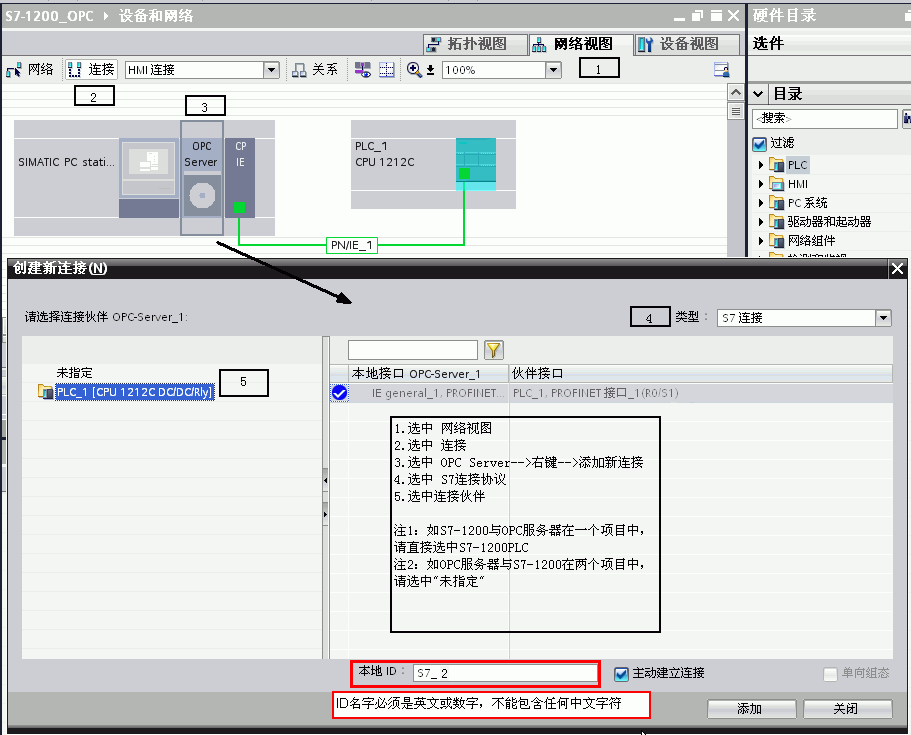 S7-1200_OPC ▸ 设备和网络
硬件目录
拓扑视图
网络视图
设备视图
选件
网络
连接
HMI 连接
关系
100%
1
2
3
目录
<搜索>
过滤
PLC
HMI
PC 系统
驱动器和起动器
网络组件
SIMATIC PC stati...
OPC
Server
CP
IE
PLC_1
CPU 1212C
PN/IE_1
创建新连接(N)
请选择连接伙伴 OPC-Server_1:
4
类型：
S7 连接
未指定
PLC_1 [CPU 1212C DC/DC/Rly]
5
本地接口 OPC-Server_1
伙伴接口
IE general_1, PROFINET...
PLC_1, PROFINET 接口_1(R0/S1)
1.选中 网络视图
2.选中 连接
3.选中 OPC Server-->右键-->添加新连接
4.选中 S7连接协议
5.选中连接伙伴
注1：如S7-1200与OPC服务器在一个项目中，
请直接选中S7-1200PLC
注2：如OPC服务器与S7-1200在两个项目中，
请选中"未指定"
本地 ID：
S7_ 2
主动建立连接
单向组态
ID名字必须是英文或数字，不能包含任何中文字符
添加
关闭